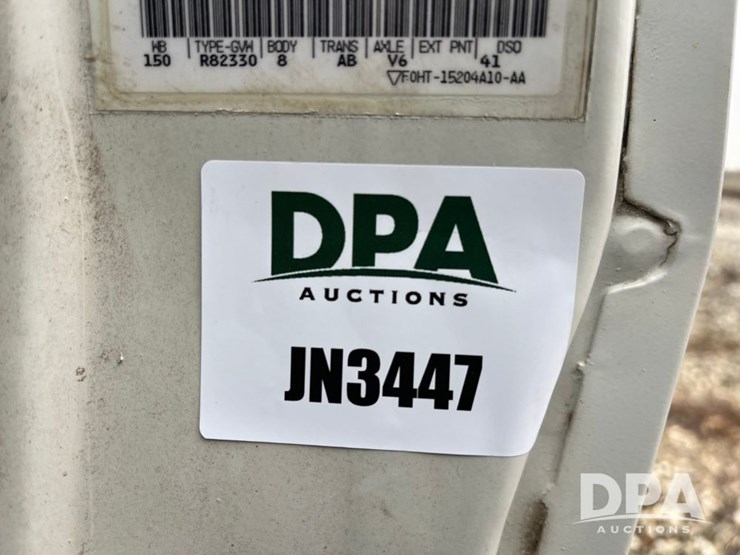 WB | TYPE-GVW | BODY | TRANS | AXLE | EXT PNT | DSO
150 R82330 8 AB V6 41
▽F0HT-15204A10-AA
DPA
AUCTIONS
JN3447
DPA
AUCTIONS